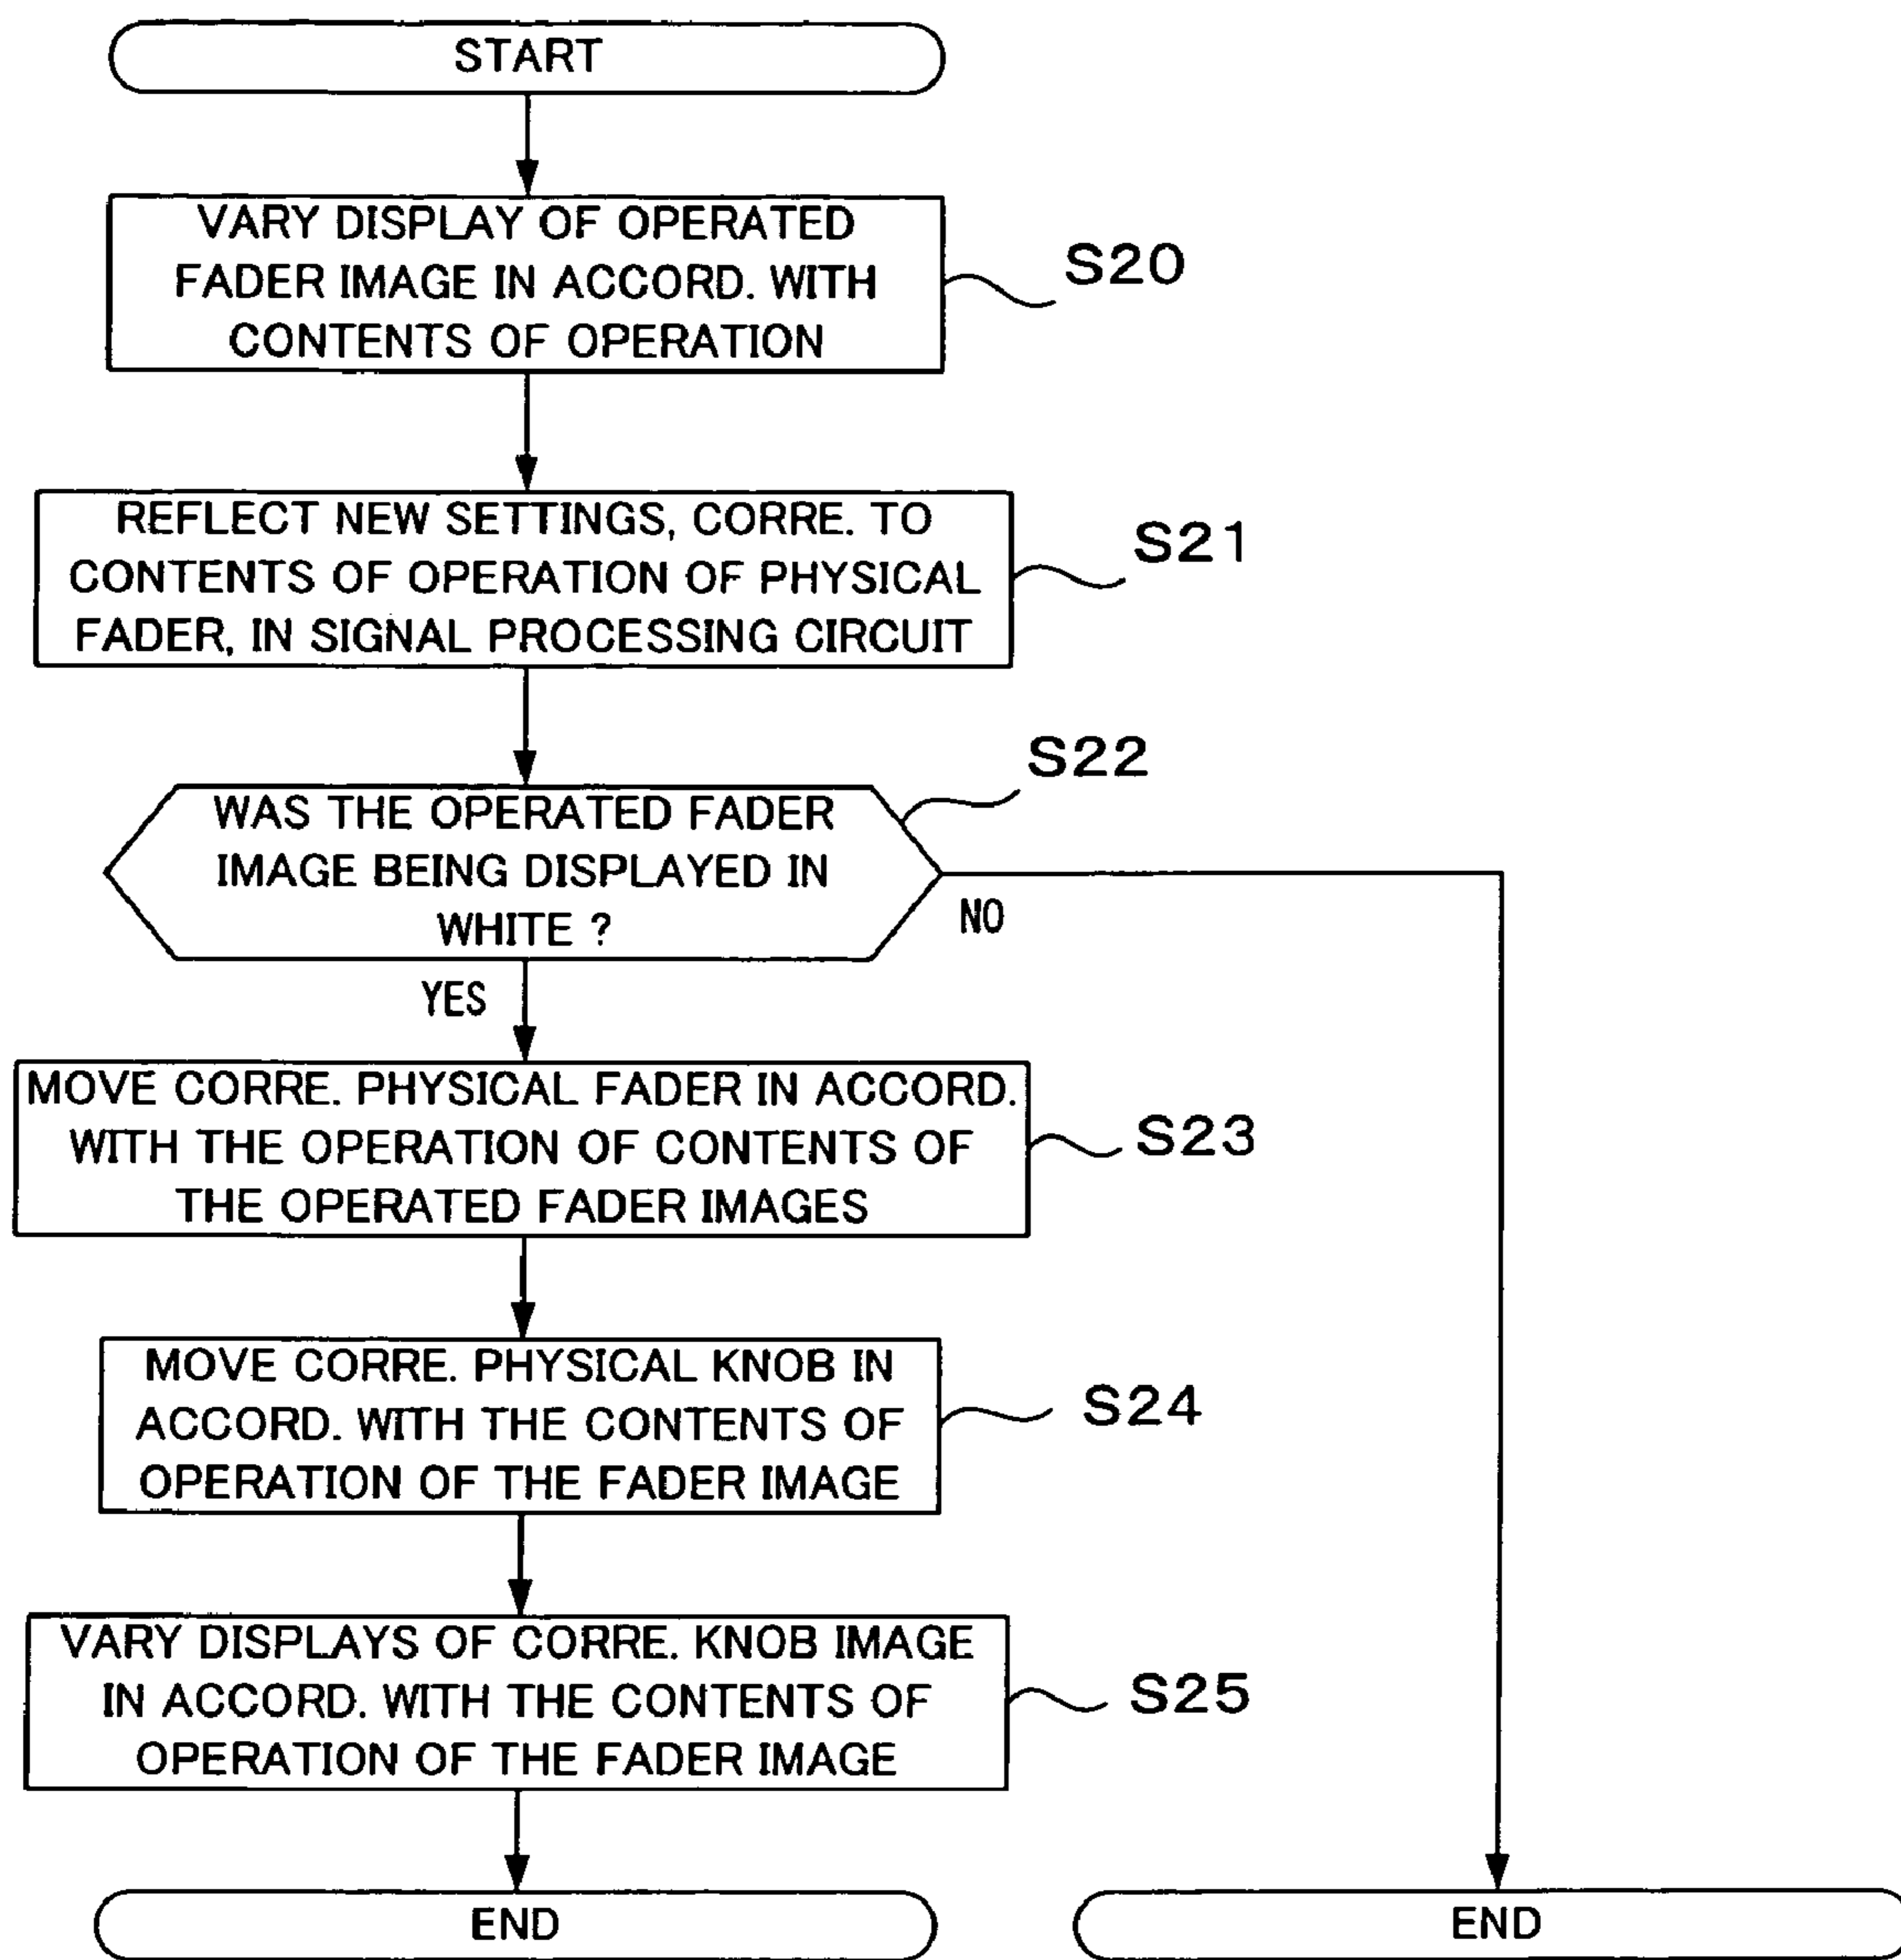 START
VARY DISPLAY OF OPERATED
FADER IMAGE IN ACCORD. WITH
CONTENTS OF OPERATION
S20
REFLECT NEW SETTINGS, CORRE. TO
CONTENTS OF OPERATION OF PHYSICAL
FADER, IN SIGNAL PROCESSING CIRCUIT
S21
WAS THE OPERATED FADER
IMAGE BEING DISPLAYED IN
WHITE ?
S22
NO
YES
MOVE CORRE. PHYSICAL FADER IN ACCORD.
WITH THE OPERATION OF CONTENTS OF
THE OPERATED FADER IMAGES
S23
MOVE CORRE. PHYSICAL KNOB IN
ACCORD. WITH THE CONTENTS OF
OPERATION OF THE FADER IMAGE
S24
VARY DISPLAYS OF CORRE. KNOB IMAGE
IN ACCORD. WITH THE CONTENTS OF
OPERATION OF THE FADER IMAGE
S25
END
END